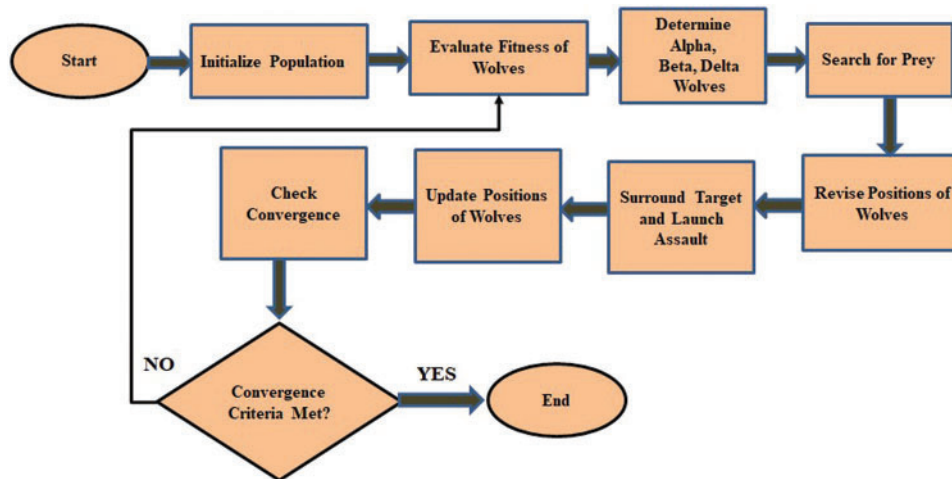 Start
Initialize Population
Evaluate Fitness of
Wolves
Determine
Alpha,
Beta, Delta
Wolves
Search for Prey
Revise Positions of
Wolves
Surround Target
and Launch
Assault
Update Positions
of Wolves
Check
Convergence
Convergence
Criteria Met?
NO
YES
End